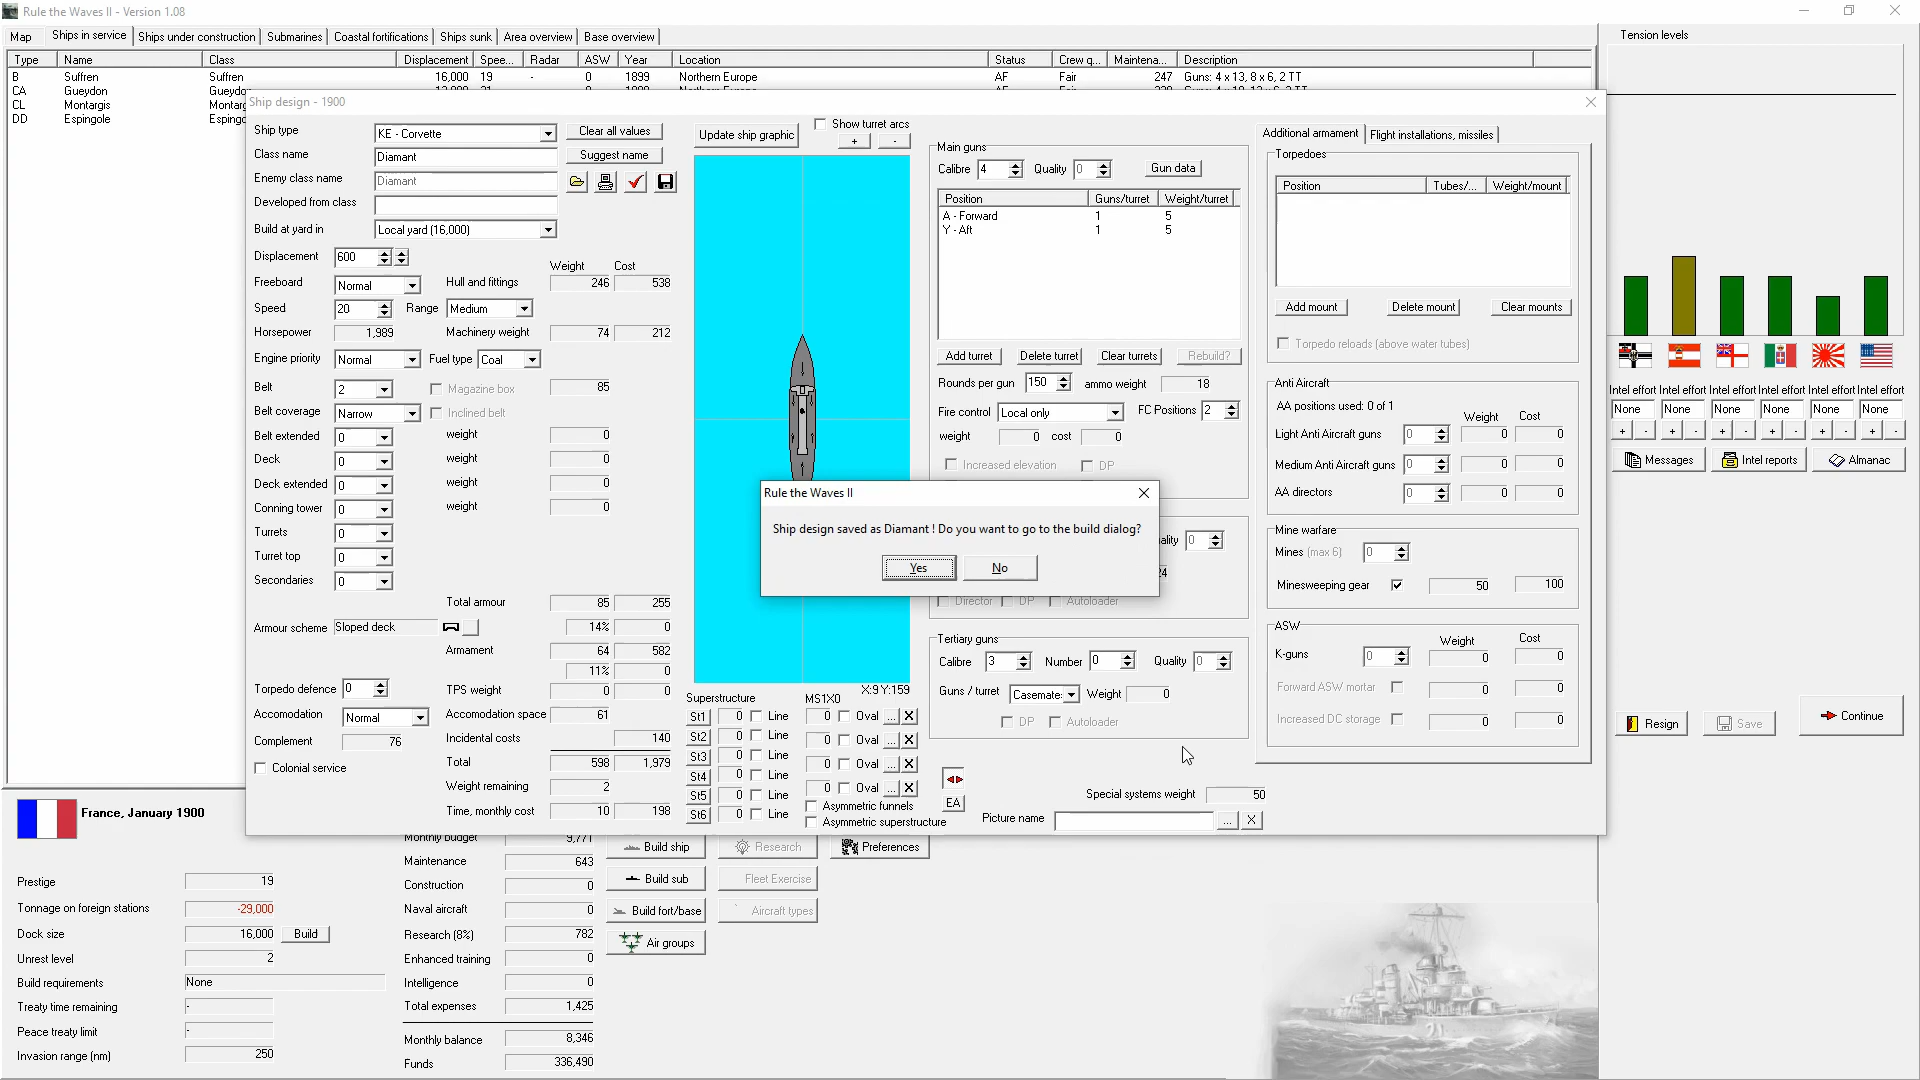 Rule the Waves II - Version 1.08
Map
Ships in service
Ships under construction
Submarines
Coastal fortifications
Ships sunk
Area overview
Base overview
Type Name Class Displacement Spee... Radar ASW Year Location Status Crew q... Maintena... Description
B Suffren Suffren 16,000 19 - 0 1899 Northern Europe AF Fair 247 Guns: 4 x 13, 8 x 6, 2 TT
CA Gueydon
CL Montargis
DD Espingole
Ship design - 1900
Ship type KE - Corvette Clear all values
Class name Diamant Suggest name
Enemy class name Diamant
Developed from class
Build at yard in Local yard (16,000)
Displacement 600
Weight Cost
Freeboard Normal Hull and fittings 246 538
Speed 20 Range Medium
Horsepower 1,989 Machinery weight 74 212
Engine priority Normal Fuel type Coal
Belt 2 Magazine box 85
Belt coverage Narrow Inclined belt
Belt extended 0 weight 0
Deck 0 weight 0
Deck extended 0 weight 0
Conning tower 0 weight 0
Turrets 0
Turret top 0
Secondaries 0
Total armour 85 255
Armour scheme Sloped deck 14% 0
Armament 64 582
11% 0
Torpedo defence 0 TPS weight 0 0
Accomodation Normal Accomodation space 61
Complement 76 Incidental costs 140
Colonial service Total 598 1,979
Weight remaining 2
Time, monthly cost 10 198
Update ship graphic
Show turret arcs
+ -
X:9 Y:159
Superstructure MS1X0
St1 0 Line 0 Oval ... X
St2 0 Line 0 Oval ... X
St3 0 Line 0 Oval ... X
St4 0 Line 0 Oval ... X
St5 0 Line
St6 0 Line
Asymmetric funnels
Asymmetric superstructure
EA
Main guns
Calibre 4 Quality 0 Gun data
Position Guns/turret Weight/turret
A - Forward 1 5
Y - Aft 1 5
Add turret Delete turret Clear turrets Rebuild?
Rounds per gun 150 ammo weight 18
Fire control Local only FC Positions 2
weight 0 cost 0
Increased elevation DP
Rule the Waves II
Ship design saved as Diamant ! Do you want to go to the build dialog?
Yes No
0
Director DP Autoloader
Tertiary guns
Calibre 3 Number 0 Quality 0
Guns / turret Casemate: Weight 0
DP Autoloader
Special systems weight 50
Picture name ... X
Additional armament
Flight installations, missiles
Torpedoes
Position Tubes/... Weight/mount
Add mount Delete mount Clear mounts
Torpedo reloads (above water tubes)
Anti Aircraft
AA positions used: 0 of 1
Weight Cost
Light Anti Aircraft guns 0 0 0
Medium Anti Aircraft guns 0 0 0
AA directors 0 0 0
Mine warfare
Mines (max 6) 0
Minesweeping gear 50 100
ASW
Weight Cost
K-guns 0 0 0
Forward ASW mortar 0 0
Increased DC storage 0 0
Tension levels
Intel effort Intel effort Intel effort Intel effort Intel effort Intel effort
None None None None None None
+ - + - + - + - + - + -
Messages Intel reports Almanac
Resign Save Continue
France, January 1900
Prestige 19
Tonnage on foreign stations -29,000
Dock size 16,000 Build
Unrest level 2
Build requirements None
Treaty time remaining -
Peace treaty limit -
Invasion range (nm) 250
Monthly budget 9,771
Maintenance 643
Construction 0
Naval aircraft 0
Research (8%) 782
Enhanced training 0
Intelligence 0
Total expenses 1,425
Monthly balance 8,346
Funds 336,490
Build ship Research Preferences
Build sub Fleet Exercise
Build fort/base Aircraft types
Air groups
21